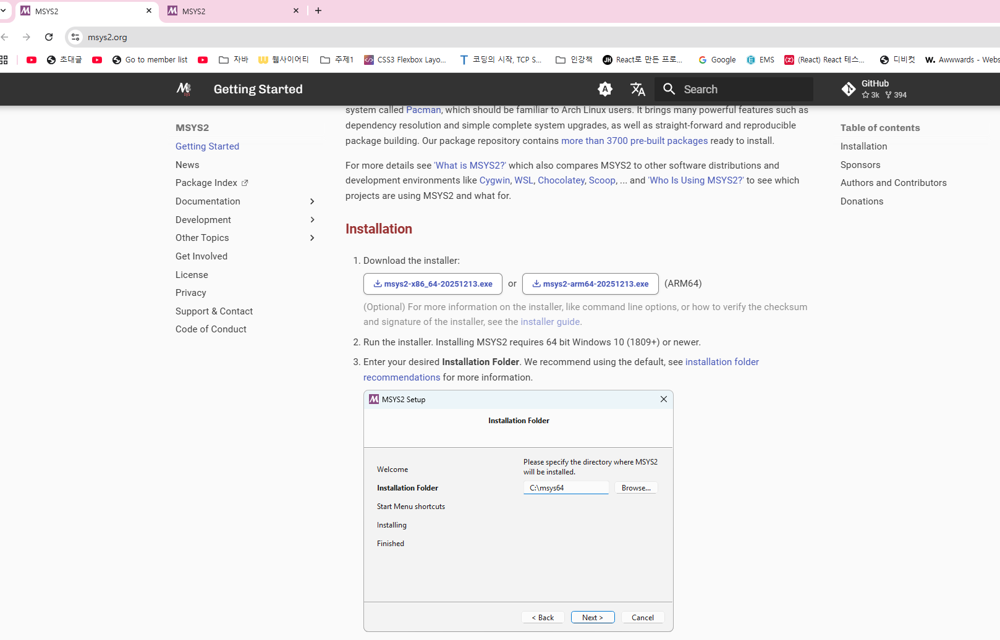 MSYS2
MSYS2
msys2.org
초대글
Go to member list
자바
웹사이어티
주제1
CSS3 Flexbox Layo...
코딩의 시작, TCP S...
인강책
React로 만든 프로...
Google
EMS
(React) React 테스...
디비컷
Awwwards - Webs
Getting Started
Search
GitHub
3k 394
MSYS2
Getting Started
News
Package Index
Documentation
Development
Other Topics
Get Involved
License
Privacy
Support & Contact
Code of Conduct
system called Pacman, which should be familiar to Arch Linux users. It brings many powerful features such as
dependency resolution and simple complete system upgrades, as well as straight-forward and reproducible
package building. Our package repository contains more than 3700 pre-built packages ready to install.
For more details see 'What is MSYS2?' which also compares MSYS2 to other software distributions and
development environments like Cygwin, WSL, Chocolatey, Scoop, ... and 'Who Is Using MSYS2?' to see which
projects are using MSYS2 and what for.
Installation
1. Download the installer:
msys2-x86_64-20251213.exe or msys2-arm64-20251213.exe (ARM64)
(Optional) For more information on the installer, like command line options, or how to verify the checksum
and signature of the installer, see the installer guide.
2. Run the installer. Installing MSYS2 requires 64 bit Windows 10 (1809+) or newer.
3. Enter your desired Installation Folder. We recommend using the default, see installation folder
recommendations for more information.
MSYS2 Setup
Installation Folder
Welcome
Installation Folder
Start Menu shortcuts
Installing
Finished
Please specify the directory where MSYS2
will be installed.
C:\msys64
Browse...
< Back
Next >
Cancel
Table of contents
Installation
Sponsors
Authors and Contributors
Donations